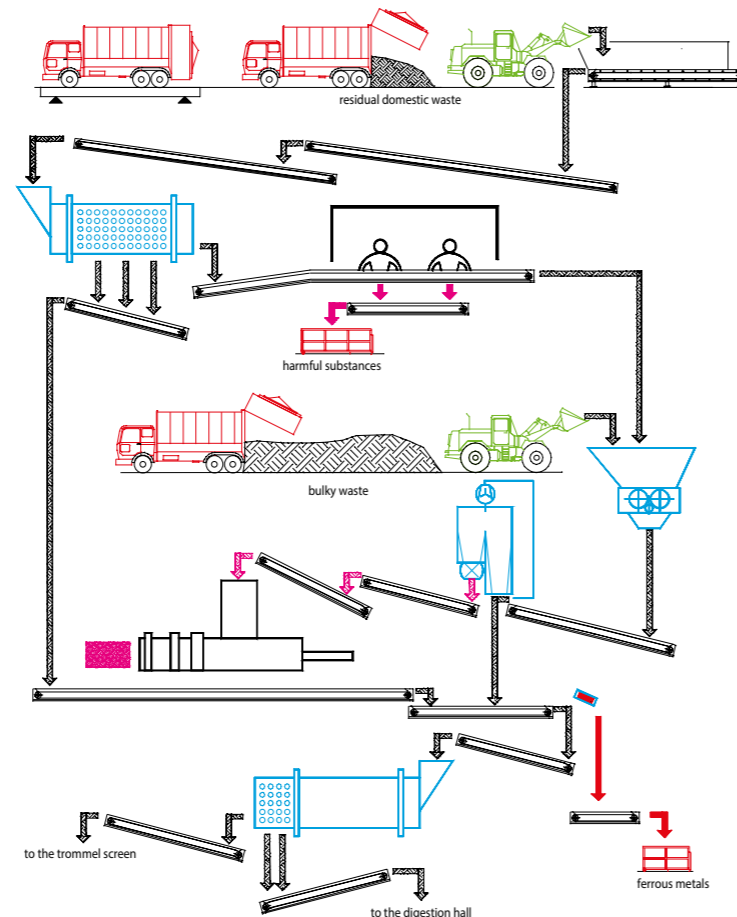 residual domestic waste
harmful substances
bulky waste
to the trommel screen
ferrous metals
to the digestion hall